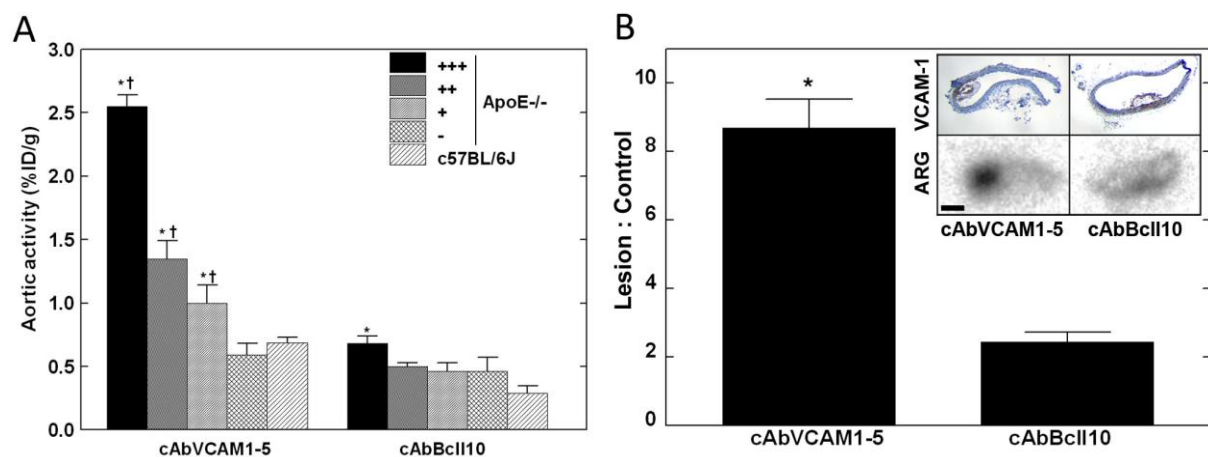 A
3.0
2.5
2.0
1.5
1.0
0.5
0.0
Aortic activity (%ID/g)
+++
++
+
-
ApoE-/-
c57BL/6J
*†
*†
*†
*
cAbVCAM1-5
cAbBcII10
B
10
8
6
4
2
0
Lesion : Control
*
VCAM-1
ARG
cAbVCAM1-5
cAbBcII10
cAbVCAM1-5
cAbBcII10